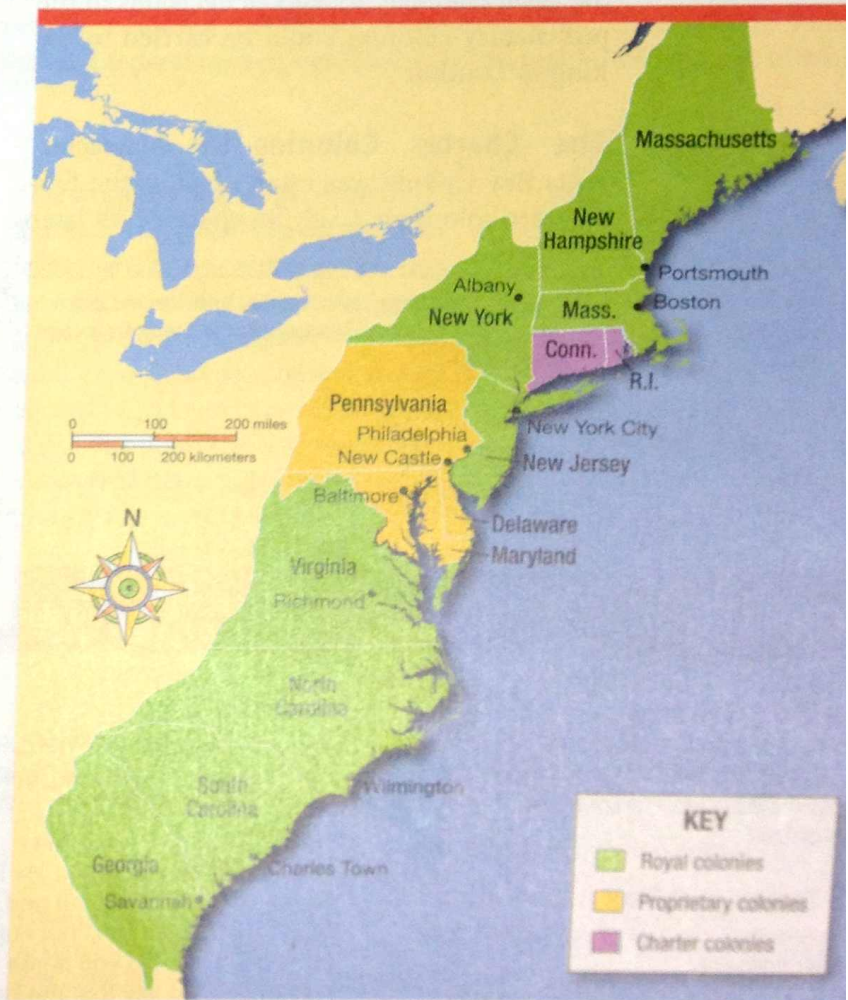 Massachusetts
New
Hampshire
Portsmouth
Albany
Boston
Mass.
New York
Conn.
R.I.
Pennsylvania
New York City
Philadelphia
New Castle
New Jersey
0 100 200 miles
0 100 200 kilometers
Baltimore
N
Delaware
Maryland
Virginia
Richmond
North
Carolina
South
Carolina
Wilmington
Georgia
Charles Town
Savannah
KEY
Royal colonies
Proprietary colonies
Charter colonies